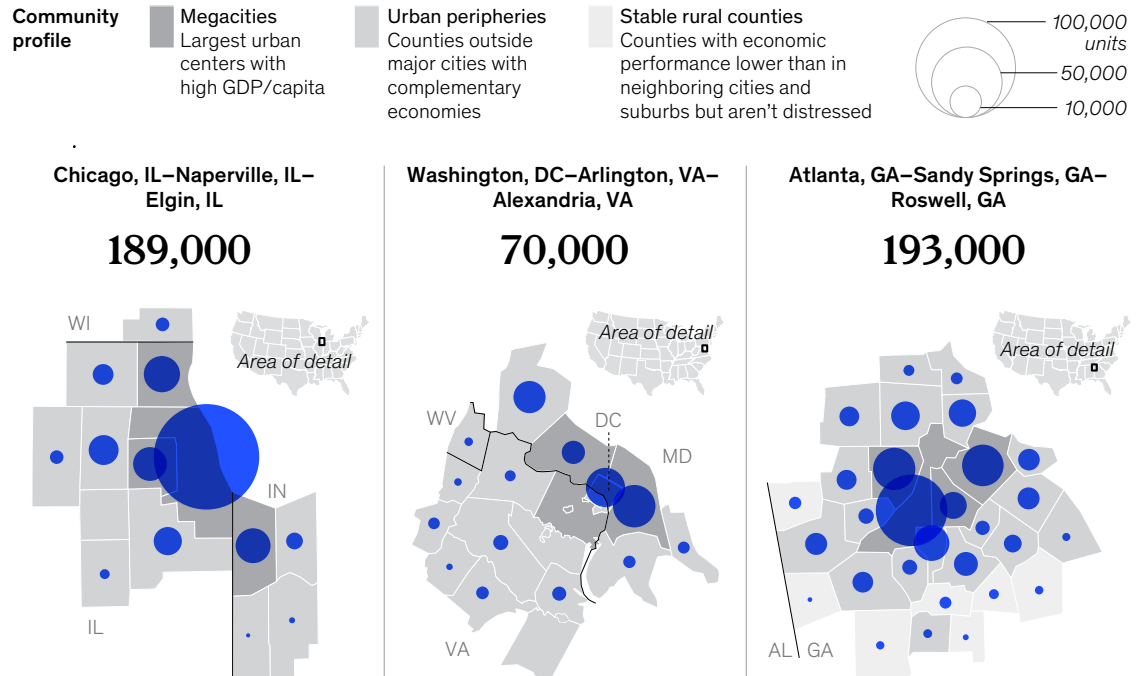 Community
profile
Megacities
Largest urban
centers with
high GDP/capita
Urban peripheries
Counties outside
major cities with
complementary
economies
Stable rural counties
Counties with economic
performance lower than in
neighboring cities and
suburbs but aren’t distressed
100,000
units
50,000
10,000
Chicago, IL–Naperville, IL–
Elgin, IL
189,000
WI
Area of detail
IN
IL
Washington, DC–Arlington, VA–
Alexandria, VA
70,000
Area of detail
WV
DC
MD
VA
Atlanta, GA–Sandy Springs, GA–
Roswell, GA
193,000
Area of detail
AL
GA